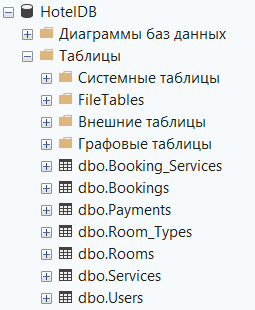 HotelDB
Диаграммы баз данных
Таблицы
Системные таблицы
FileTables
Внешние таблицы
Графовые таблицы
dbo.Booking_Services
dbo.Bookings
dbo.Payments
dbo.Room_Types
dbo.Rooms
dbo.Services
dbo.Users